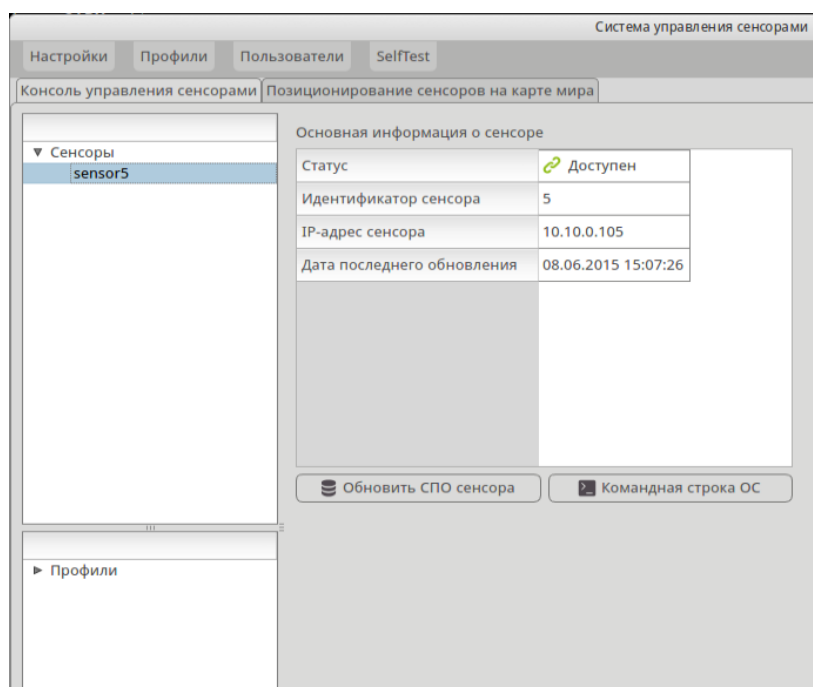 Система управления сенсорами
Настройки Профили Пользователи SelfTest
Консоль управления сенсорами Позиционирование сенсоров на карте мира
Сенсоры
sensor5
Основная информация о сенсоре
Статус Доступен
Идентификатор сенсора 5
IP-адрес сенсора 10.10.0.105
Дата последнего обновления 08.06.2015 15:07:26
Обновить СПО сенсора Командная строка ОС
Профили